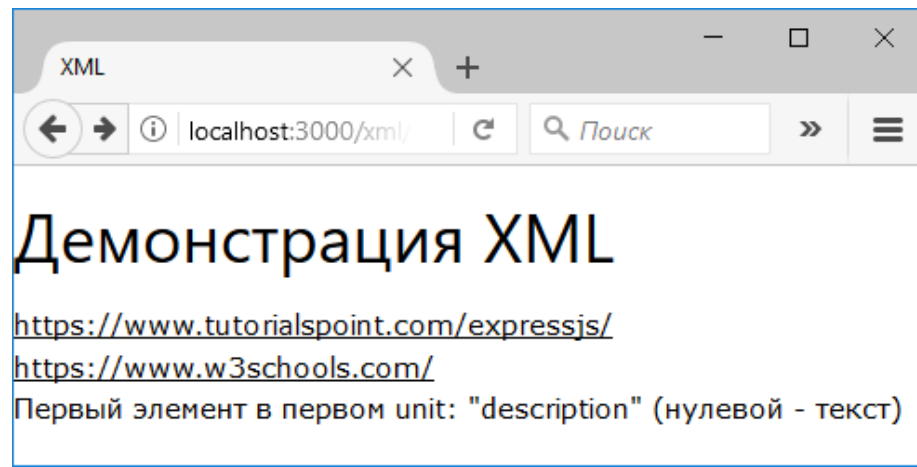 XML
localhost:3000/xml/
Поиск
Демонстрация XML
https://www.tutorialspoint.com/expressjs/
https://www.w3schools.com/
Первый элемент в первом unit: "description" (нулевой - текст)